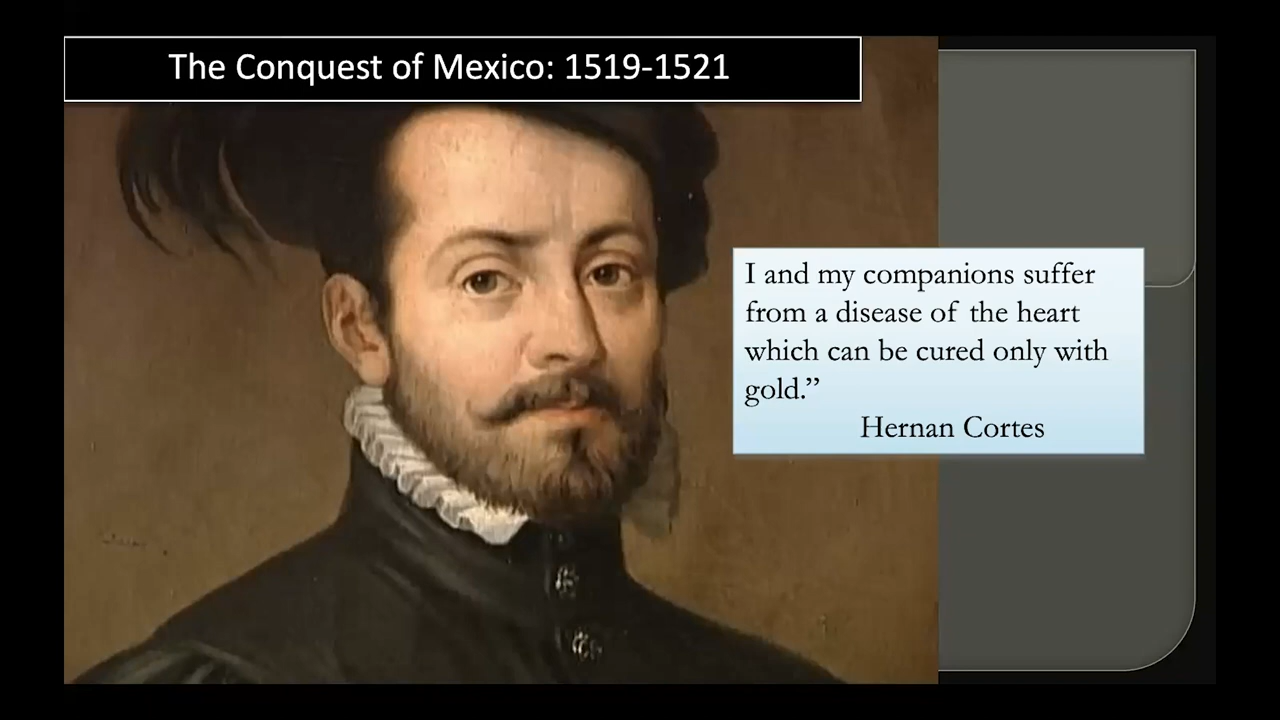 The Conquest of Mexico: 1519-1521
I and my companions suffer
from a disease of the heart
which can be cured only with
gold.”
Hernan Cortes